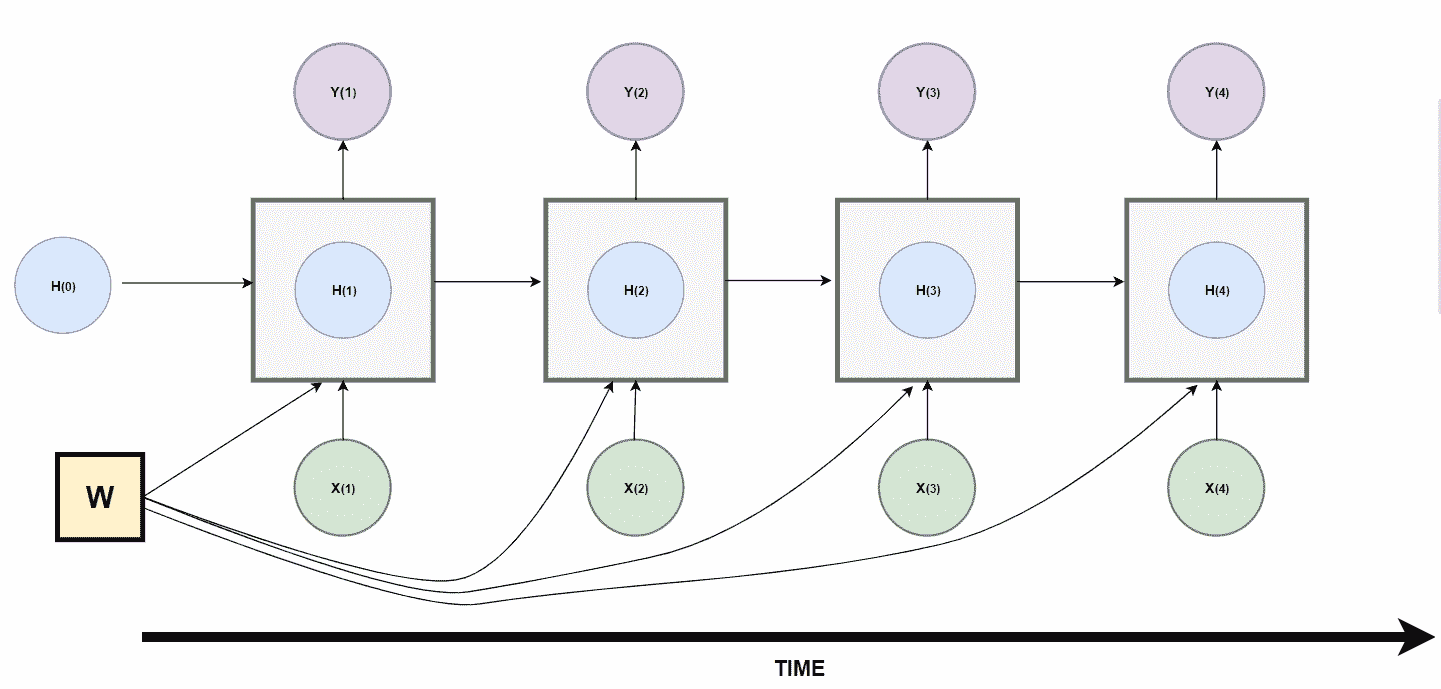 Y(1)
Y(2)
Y(3)
Y(4)
H(0)
H(1)
H(2)
H(3)
H(4)
W
X(1)
X(2)
X(3)
X(4)
TIME